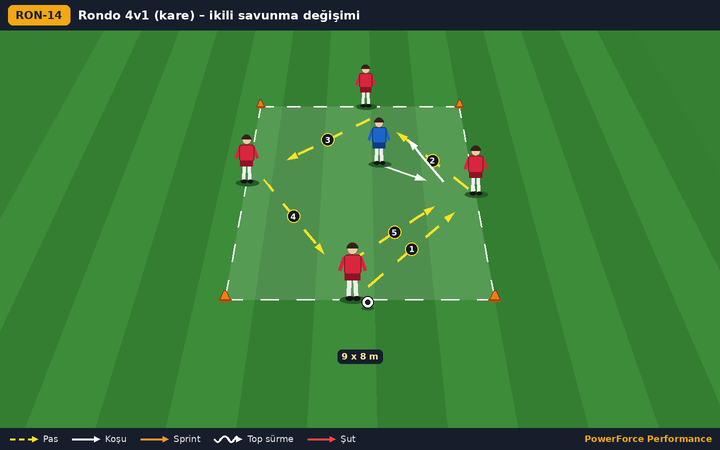 RON-14 Rondo 4v1 (kare) – ikili savunma değişimi
3
2
4
5
1
9 x 8 m
Pas Koşu Sprint Top sürme Şut PowerForce Performance